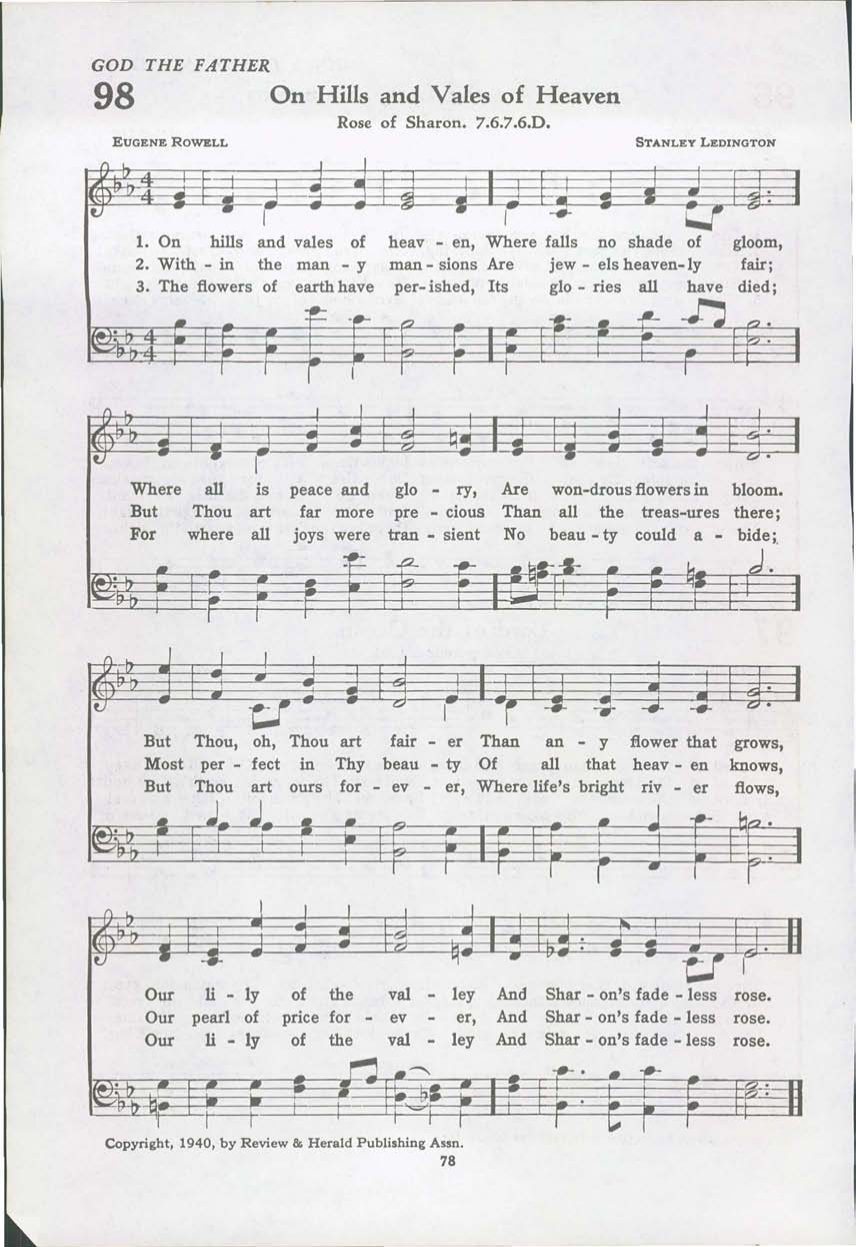 GOD THE FATHER
98 On Hills and Vales of Heaven
Rose of Sharon. 7.6.7.6.D.
EUGENE ROWELL STANLEY LEDINGTON
1. On hills and vales of heav - en, Where falls no shade of gloom,
2. With - in the man - y man - sions Are jew - els heaven - ly fair;
3. The flowers of earth have per - ished, Its glo - ries all have died;
Where all is peace and glo - ry, Are won - drous flowers in bloom.
But Thou art far more pre - cious Than all the treas - ures there;
For where all joys were tran - sient No beau - ty could a - bide;
But Thou, oh, Thou art fair - er Than an - y flower that grows,
Most per - fect in Thy beau - ty Of all that heav - en knows,
But Thou art ours for - ev - er, Where life's bright riv - er flows,
Our li - ly of the val - ley And Shar - on's fade - less rose.
Our pearl of price for - ev - er, And Shar - on's fade - less rose.
Our li - ly of the val - ley And Shar - on's fade - less rose.
Copyright, 1940, by Review & Herald Publishing Assn.
78